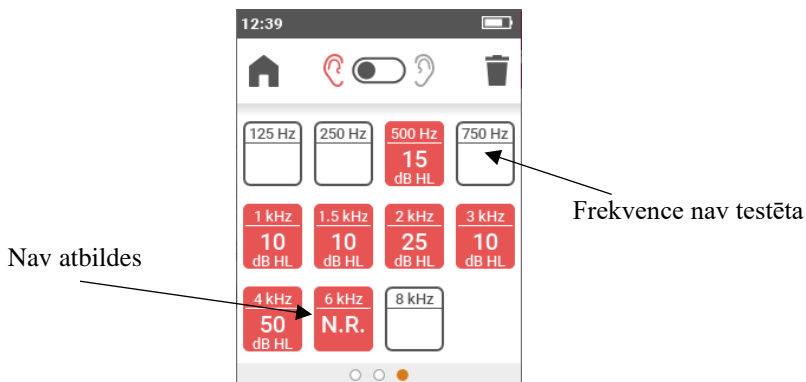 12:39
125 Hz
250 Hz
500 Hz
15
dB HL
750 Hz
1 kHz
10
dB HL
1.5 kHz
10
dB HL
2 kHz
25
dB HL
3 kHz
10
dB HL
4 kHz
50
dB HL
6 kHz
N.R.
8 kHz
Frekvence nav testēta
Nav atbildes